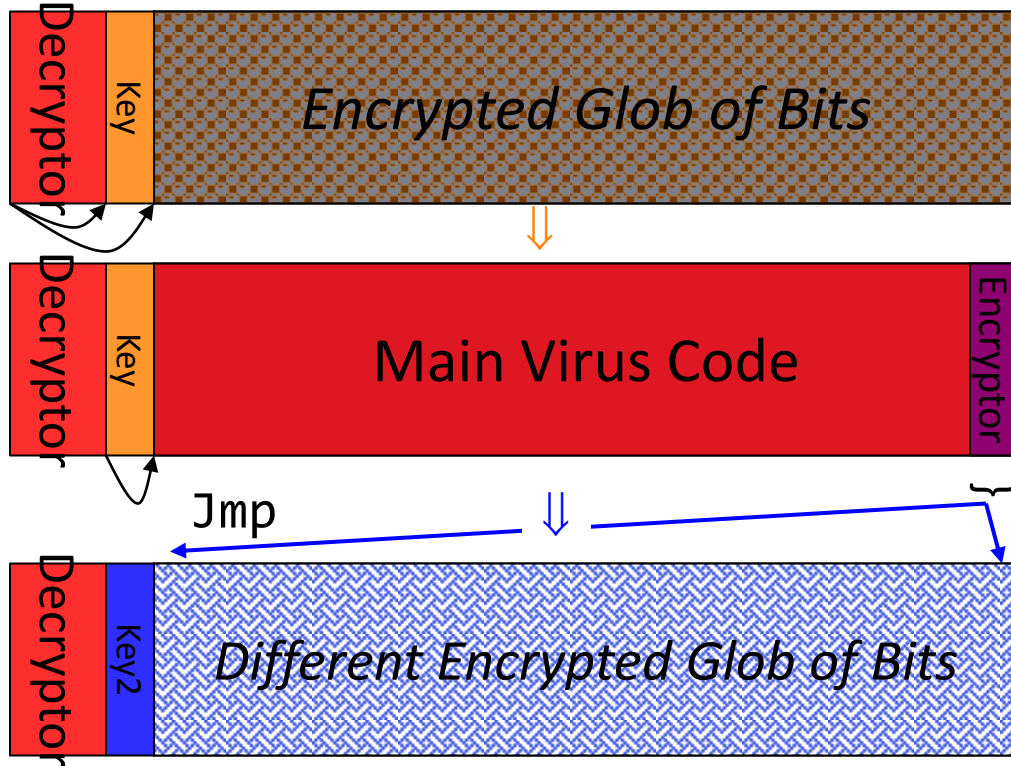 Decryptor
Key
Encrypted Glob of Bits
Decryptor
Key
Main Virus Code
Encryptor
Jmp
Decryptor
Key2
Different Encrypted Glob of Bits